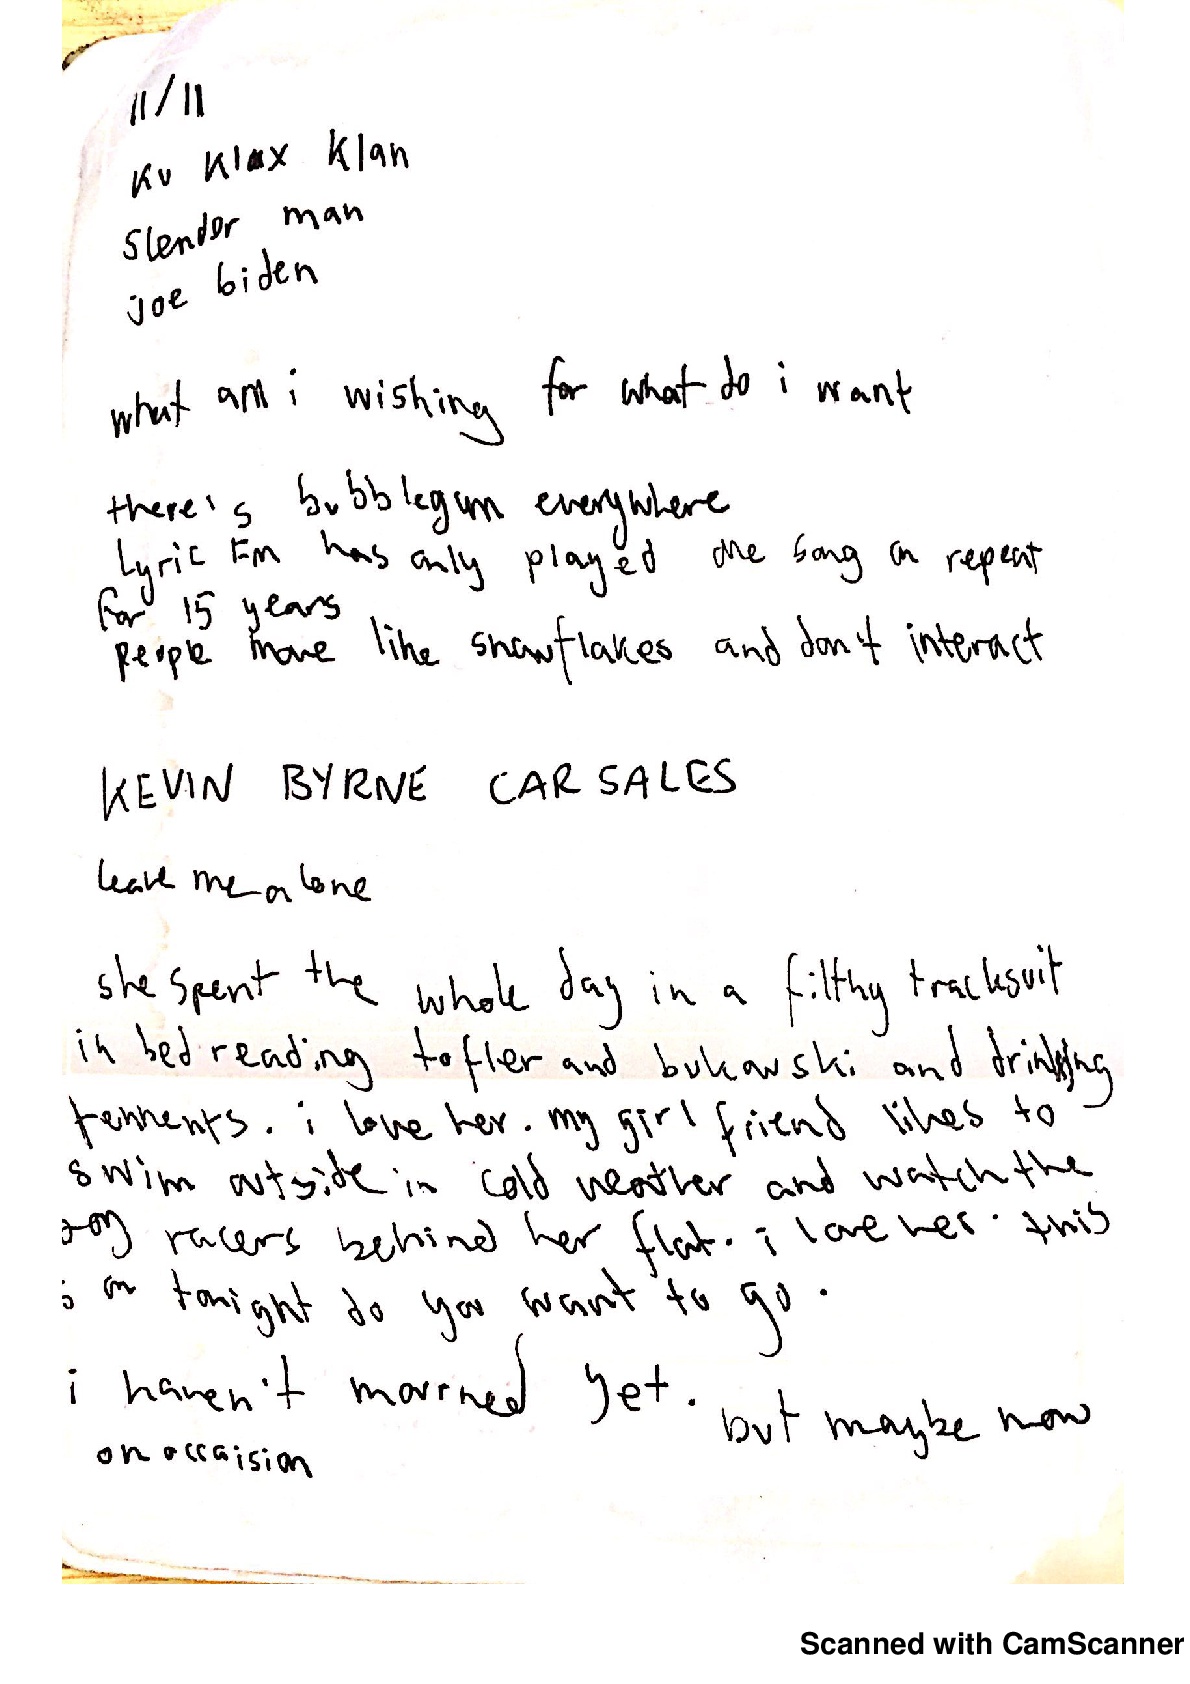 11/11
Ku Klux Klan
Slender man
joe biden
what am i wishing for what do i want
there's bubblegum everywhere
Lyric Fm has only played one song on repeat
for 15 years
people move like snowflakes and don't interact
KEVIN BYRNE CAR SALES
leave me alone
she spent the whole day in a filthy tracksuit
in bed reading tofler and bukowski and drinking
tennents. i love her. my girlfriend likes to
swim outside in cold weather and watch the
racers behind her flat. i love her. this
on tonight do you want to go.
i haven't mourned yet. but maybe now
on occaision
Scanned with CamScanner